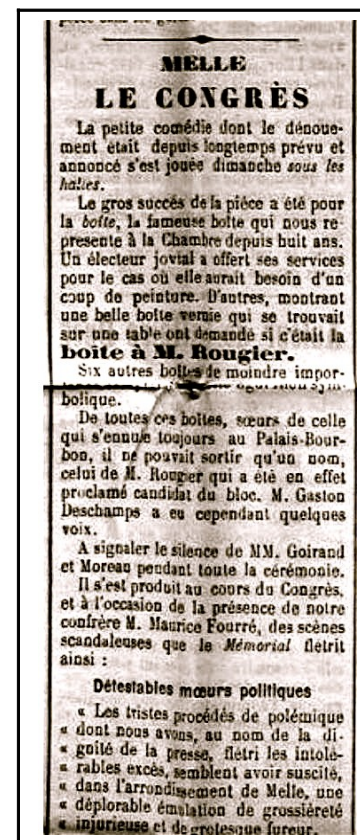 MELLE
LE CONGRÈS
La petite comédie dont le dénoue-
ment était depuis longtemps prévu et
annoncé s'est jouée dimanche sous les
halles.
Le gros succès de la pièce a été pour
la boîte, la fameuse boîte qui nous re-
présente à la Chambre depuis huit ans.
Un électeur jovial a offert ses services
pour le cas où elle aurait besoin d'un
coup de peinture. D'autres, montrant
une belle boîte vernie qui se trouvait
sur une table ont demandé si c'était la
boîte à M. Rougier.
Six autres boîtes de moindre impor-
bolique.
De toutes ces boîtes, sœurs de celle
qui s'ennuie toujours au Palais-Bour-
bon, il ne pouvait sortir qu'un nom,
celui de M. Rougier qui a été en effet
proclamé candidat du bloc. M. Gaston
Deschamps a eu cependant quelques
voix.
A signaler le silence de MM. Goirand
et Moreau pendant toute la cérémonie.
Il s'est produit au cours du Congrès,
et à l'occasion de la présence de notre
confrère M. Maurice Fourré, des scènes
scandaleuses que le Mémorial flétrit
ainsi :
Détestables mœurs politiques
« Les tristes procédés de polémique
« dont nous avons, au nom de la di-
« gnité de la presse, flétri les intolé-
« rables excès, semblent avoir suscité,
« dans l'arrondissement de Melle, une
« déplorable émulation de grossièreté
« injurieuse et de grotesque fureur.